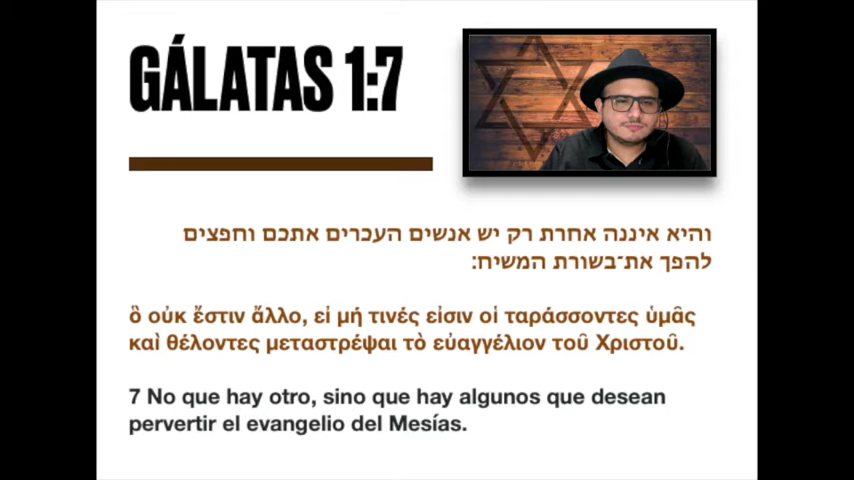 GÁLATAS 1:7
והיא איננה אחרת רק יש אנשים העכרים אתכם וחפצים
להפך את־בשורת המשיח:
ὃ οὐκ ἔστιν ἄλλο, εἰ μή τινές εἰσιν οἱ ταράσσοντες ὑμᾶς
καὶ θέλοντες μεταστρέψαι τὸ εὐαγγέλιον τοῦ Χριστοῦ.
7 No que hay otro, sino que hay algunos que desean
pervertir el evangelio del Mesías.